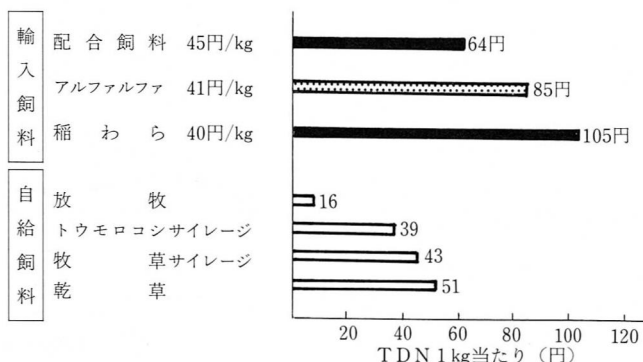 輸入飼料
配合飼料 45円/kg 64円
アルファルファ 41円/kg 85円
稲わら 40円/kg 105円
自給飼料
放牧 16
トウモロコシサイレージ 39
牧草サイレージ 43
乾草 51
20 40 60 80 100 120
TDN1kg当たり（円）